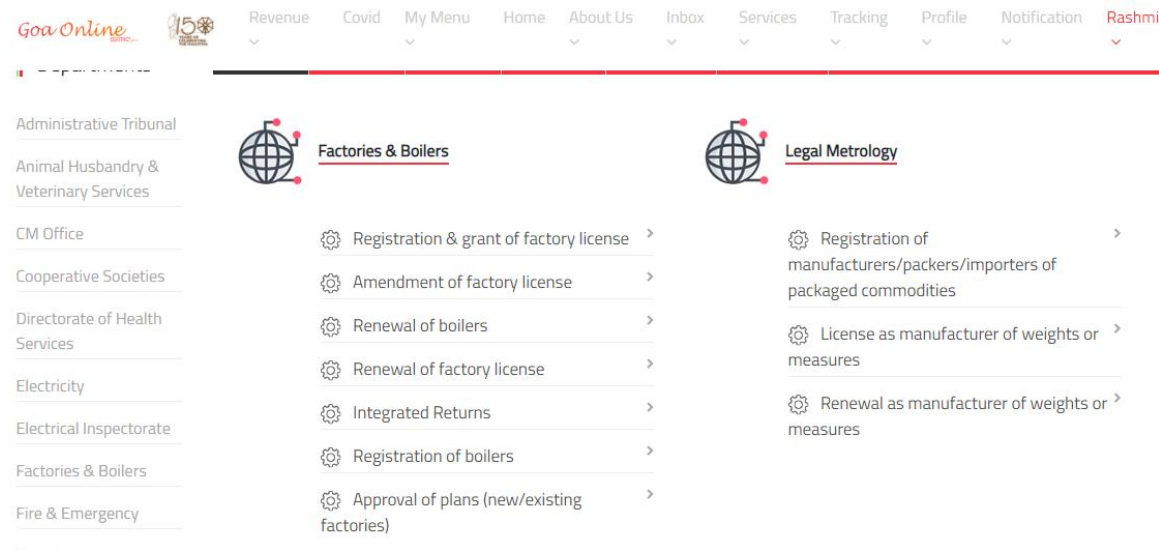 Goa Online
150
Revenue
Covid
My Menu
Home
About Us
Inbox
Services
Tracking
Profile
Notification
Rashmi
Departments
Administrative Tribunal
Animal Husbandry &
Veterinary Services
CM Office
Cooperative Societies
Directorate of Health
Services
Electricity
Electrical Inspectorate
Factories & Boilers
Fire & Emergency
Factories & Boilers
Registration & grant of factory license
Amendment of factory license
Renewal of boilers
Renewal of factory license
Integrated Returns
Registration of boilers
Approval of plans (new/existing
factories)
Legal Metrology
Registration of
manufacturers/packers/importers of
packaged commodities
License as manufacturer of weights or
measures
Renewal as manufacturer of weights or
measures